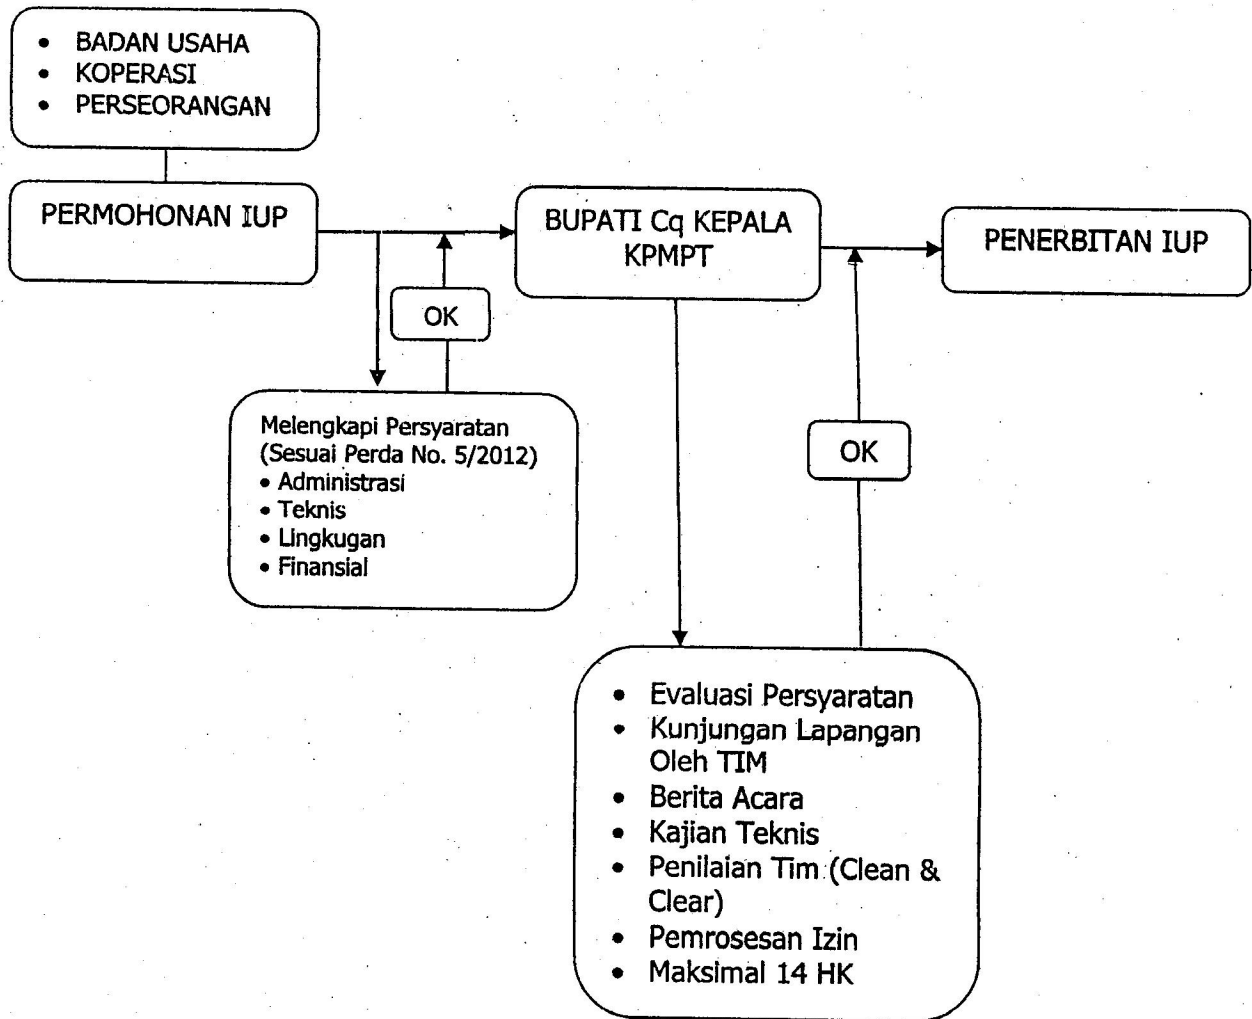 • BADAN USAHA
• KOPERASI
• PERSEORANGAN
PERMOHONAN IUP
BUPATI Cq KEPALA
KPMPT
PENERBITAN IUP
OK
Melengkapi Persyaratan
(Sesuai Perda No. 5/2012)
• Administrasi
• Teknis
• Lingkugan
• Finansial
OK
• Evaluasi Persyaratan
• Kunjungan Lapangan
Oleh TIM
• Berita Acara
• Kajian Teknis
• Penilaian Tim (Clean &
Clear)
• Pemrosesan Izin
• Maksimal 14 HK